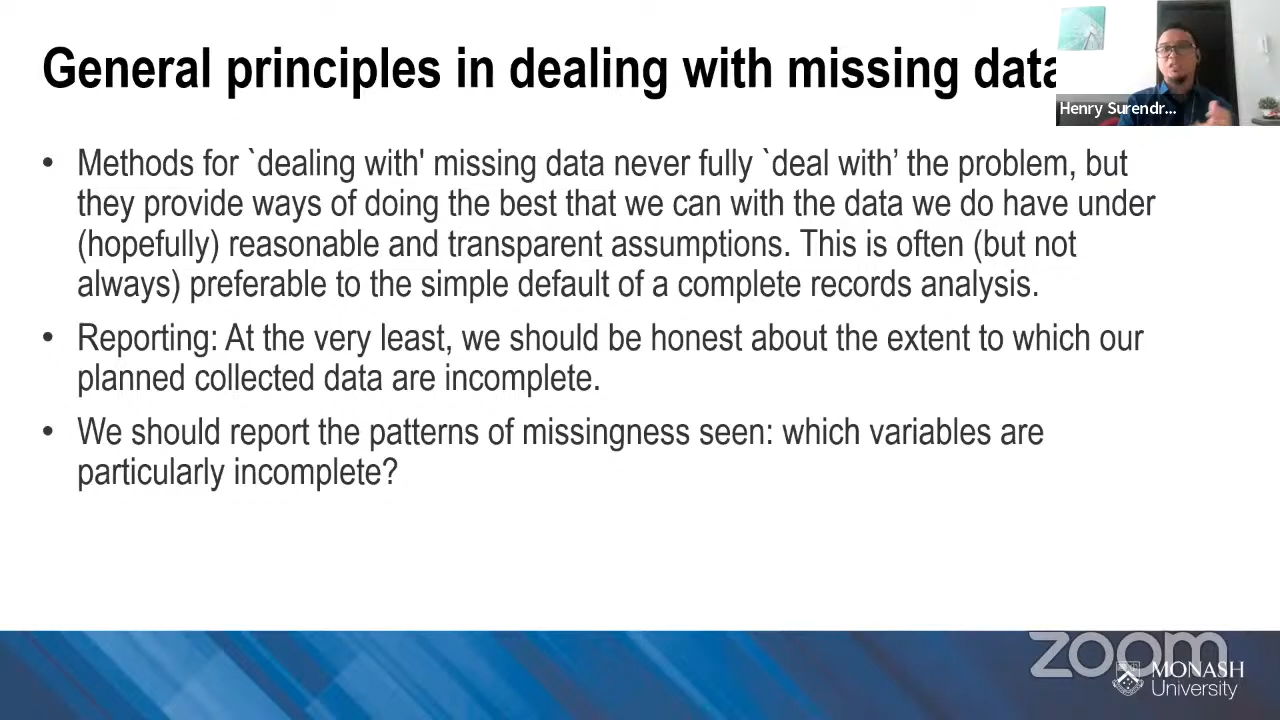 General principles in dealing with missing data
Henry Surendr...
• Methods for `dealing with' missing data never fully `deal with’ the problem, but
they provide ways of doing the best that we can with the data we do have under
(hopefully) reasonable and transparent assumptions. This is often (but not
always) preferable to the simple default of a complete records analysis.
• Reporting: At the very least, we should be honest about the extent to which our
planned collected data are incomplete.
• We should report the patterns of missingness seen: which variables are
particularly incomplete?
zoom
MONASH
University